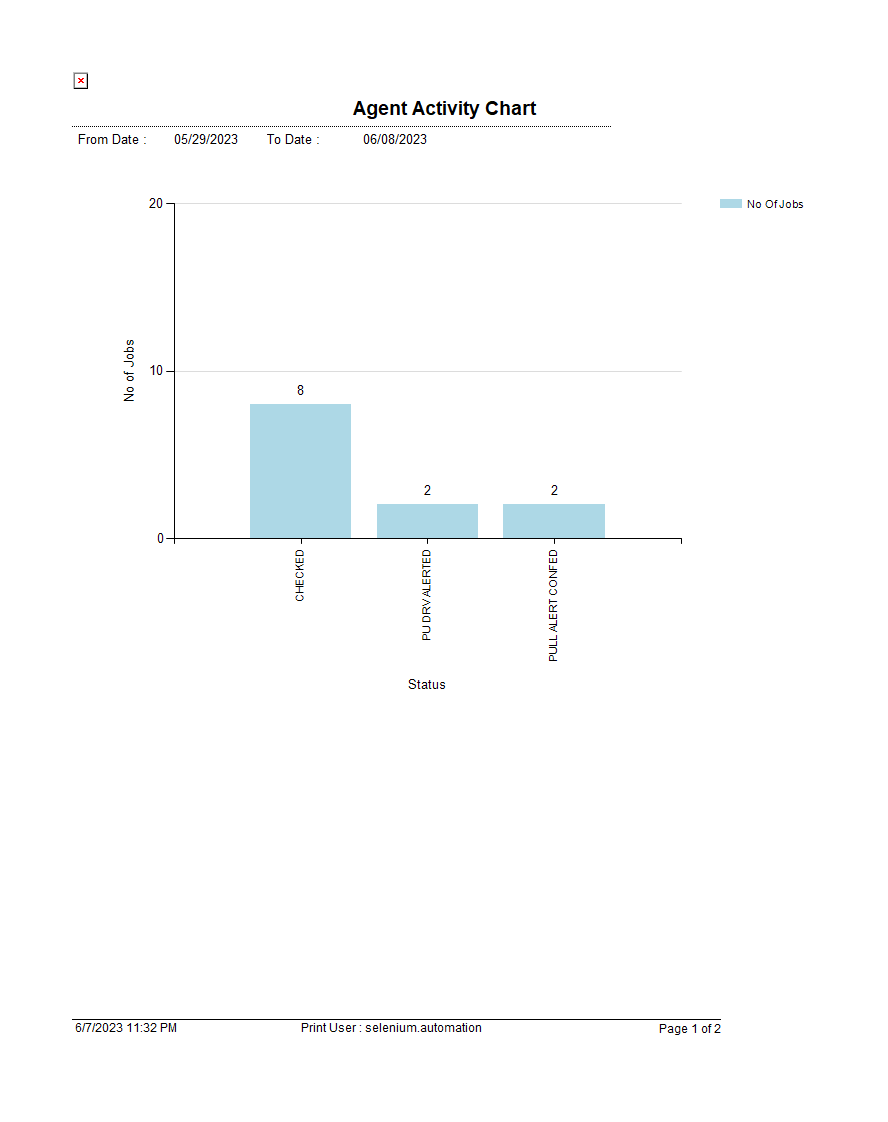 Agent Activity Chart
From Date : 05/29/2023 To Date : 06/08/2023
20
No Of Jobs
10
No of Jobs
8
2
2
0
CHECKED
PU DRV ALERTED
PULL ALERT CONFED
Status
6/7/2023 11:32 PM Print User : selenium.automation Page 1 of 2